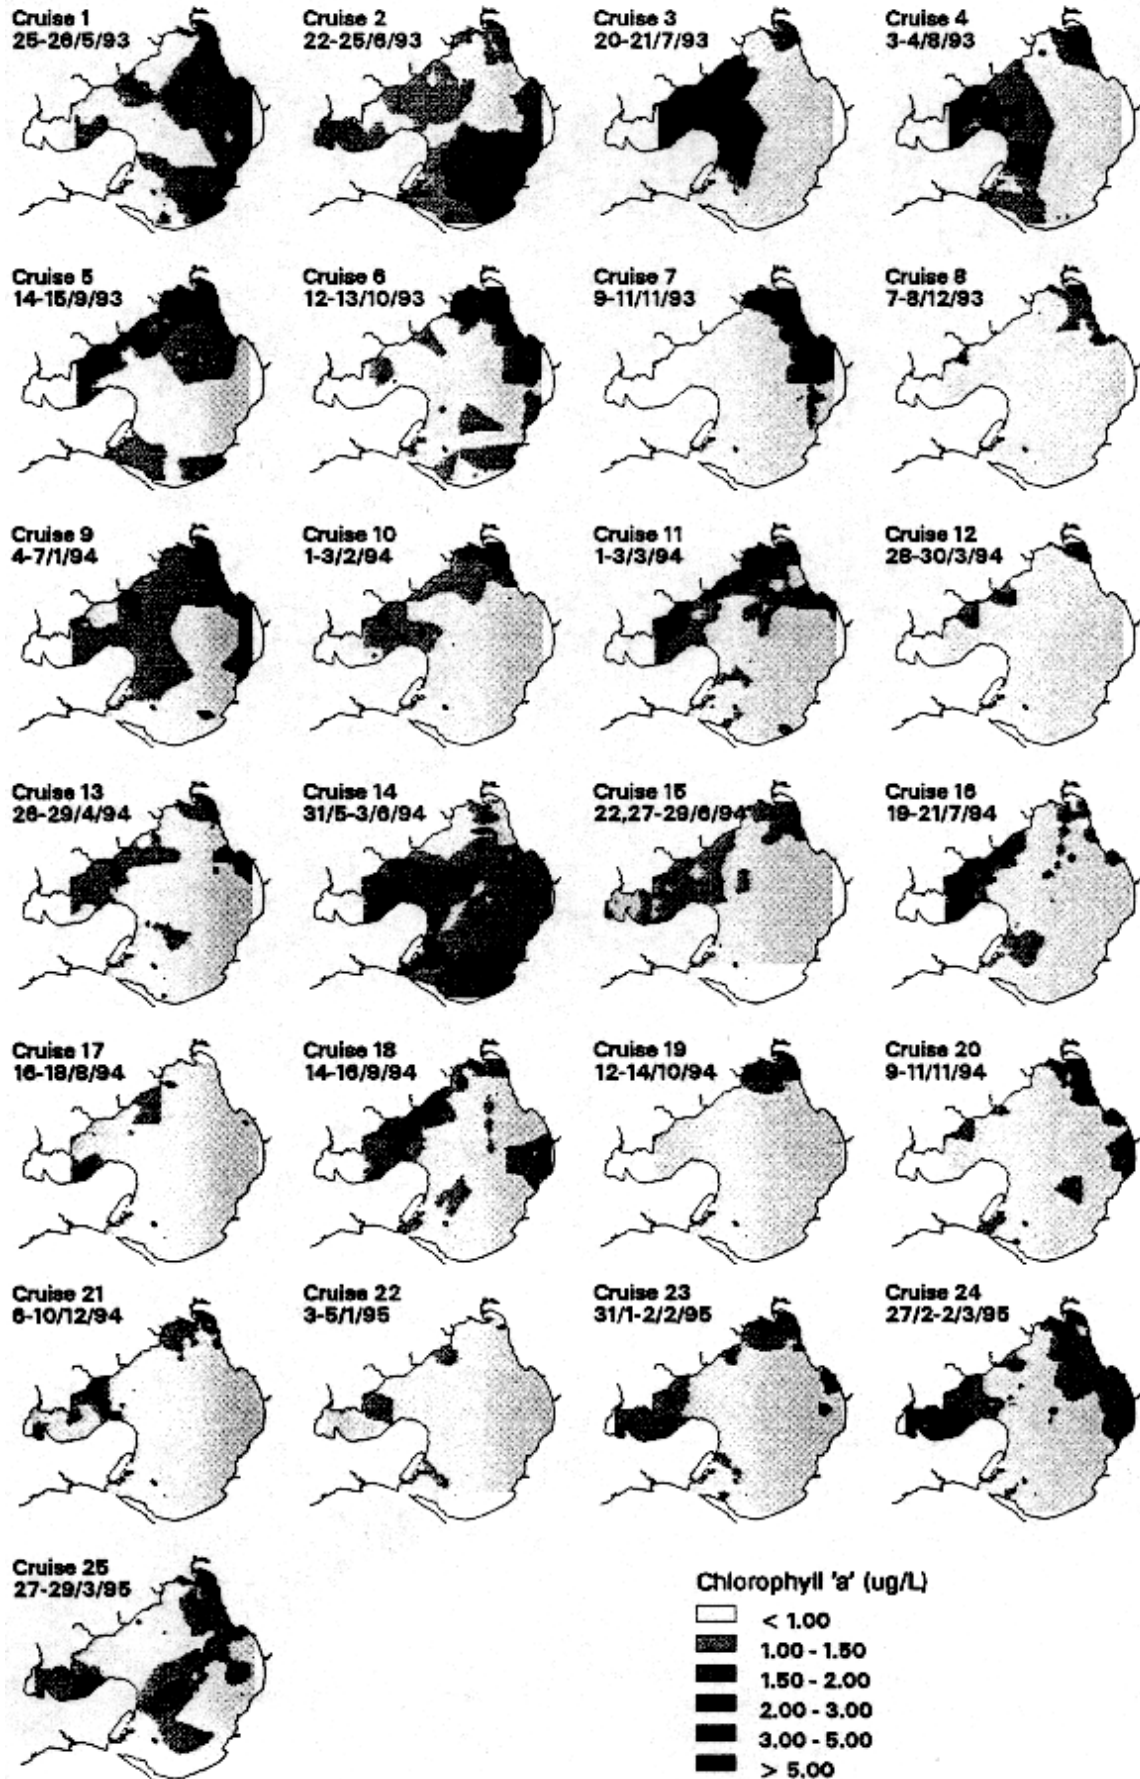 Cruise 1
25-26/5/93
Cruise 2
22-25/6/93
Cruise 3
20-21/7/93
Cruise 4
3-4/8/93
Cruise 5
14-15/9/93
Cruise 6
12-13/10/93
Cruise 7
9-11/11/93
Cruise 8
7-8/12/93
Cruise 9
4-7/1/94
Cruise 10
1-3/2/94
Cruise 11
1-3/3/94
Cruise 12
28-30/3/94
Cruise 13
26-29/4/94
Cruise 14
31/5-3/6/94
Cruise 15
22,27-29/6/94
Cruise 16
19-21/7/94
Cruise 17
16-18/8/94
Cruise 18
14-16/9/94
Cruise 19
12-14/10/94
Cruise 20
9-11/11/94
Cruise 21
6-10/12/94
Cruise 22
3-5/1/95
Cruise 23
31/1-2/2/95
Cruise 24
27/2-2/3/95
Cruise 25
27-29/3/95
Chlorophyll 'a' (ug/L)
< 1.00
1.00 - 1.50
1.50 - 2.00
2.00 - 3.00
3.00 - 5.00
> 5.00